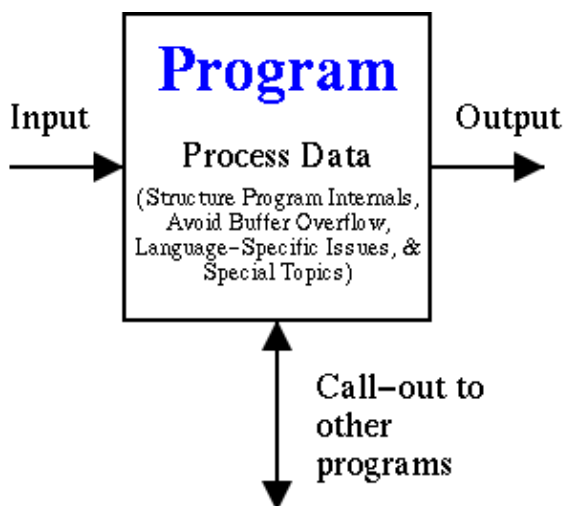 Program
Input
Output
Process Data
(Structure Program Internals,
Avoid Buffer Overflow,
Language-Specific Issues, &
Special Topics)
Call-out to
other
programs